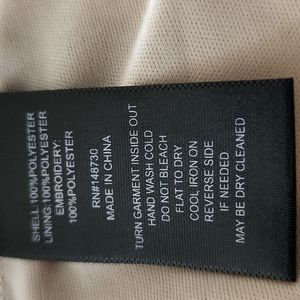 SHELL:100%POLYESTER
LINING:100%POLYESTER
EMBROIDERY:
100%POLYESTER
RN#148730
MADE IN CHINA
TURN GARMENT INSIDE OUT
HAND WASH COLD
DO NOT BLEACH
FLAT TO DRY
COOL IRON ON
REVERSE SIDE
IF NEEDED
MAY BE DRY CLEANED